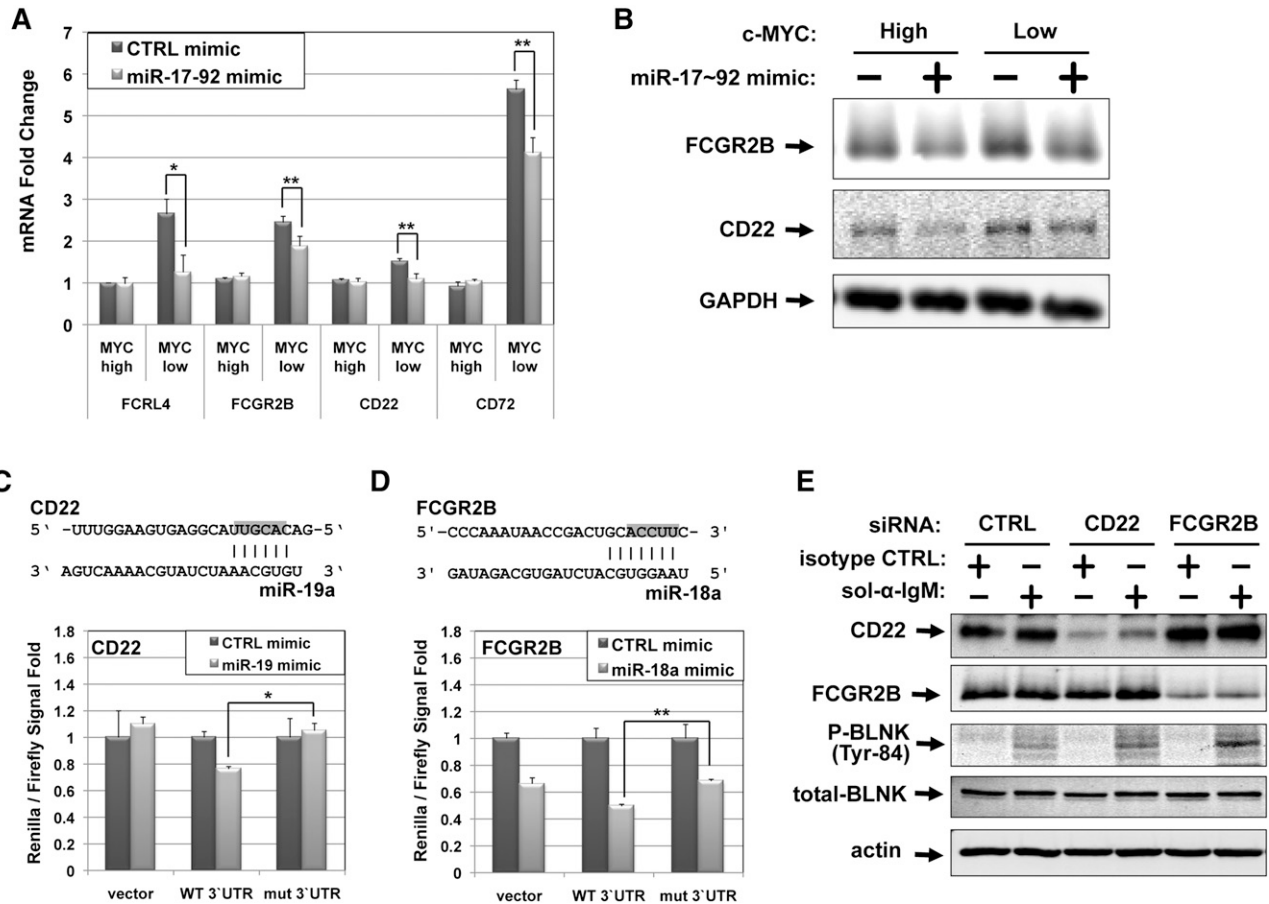 A
mRNA Fold Change
7
6
5
4
3
2
1
0
CTRL mimic
miR-17-92 mimic
*
**
**
**
MYC high
MYC low
MYC high
MYC low
MYC high
MYC low
MYC high
MYC low
FCRL4
FCGR2B
CD22
CD72
B
c-MYC: High Low
miR-17~92 mimic: − + − +
FCGR2B
CD22
GAPDH
C
CD22
5‵ -UUUGGAAGUGAGGCAUUGCACAG-5‵
3‵ AGUCAAAACGUAUCUAAACGUGU 3‵
miR-19a
Renilla / Firefly Signal Fold
1.8
1.6
1.4
1.2
1
0.8
0.6
0.4
0.2
0
CD22
CTRL mimic
miR-19 mimic
*
vector
WT 3‵UTR
mut 3‵UTR
D
FCGR2B
5'-CCCAAAUAACCGACUGCACCUUC- 3'
3' GAUAGACGUGAUCUACGUGGAAU 5'
miR-18a
Renilla / Firefly Signal Fold
1.8
1.6
1.4
1.2
1
0.8
0.6
0.4
0.2
0
FCGR2B
CTRL mimic
miR-18a mimic
**
vector
WT 3‵UTR
mut 3‵UTR
E
siRNA: CTRL CD22 FCGR2B
isotype CTRL: + − + − + −
sol-α-IgM: − + − + − +
CD22
FCGR2B
P-BLNK
(Tyr-84)
total-BLNK
actin